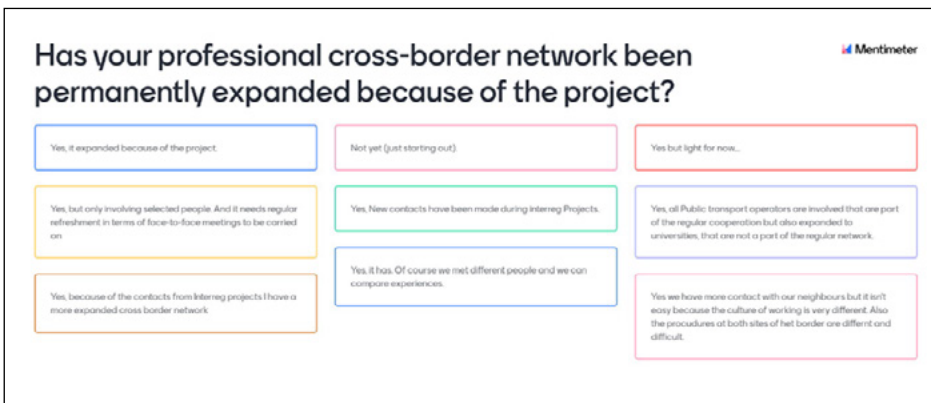 Has your professional cross-border network been
permanently expanded because of the project?
Mentimeter
Yes, it expanded because of the project.
Not yet (just starting out).
Yes but light for now...
Yes, but only involving selected people. And it needs regular
refreshment in terms of face-to-face meetings to be carried
on
Yes, New contacts have been made during Interreg Projects.
Yes, all Public transport operators are involved that are part
of the regular cooperation but also expanded to
universities, that are not a part of the regular network.
Yes, because of the contacts from Interreg projects I have a
more expanded cross border network
Yes, it has. Of course we met different people and we can
compare experiences.
Yes we have more contact with our neighbours but it isn't
easy because the culture of working is very different. Also
the procudures at both sites of het border are differnt and
difficult.